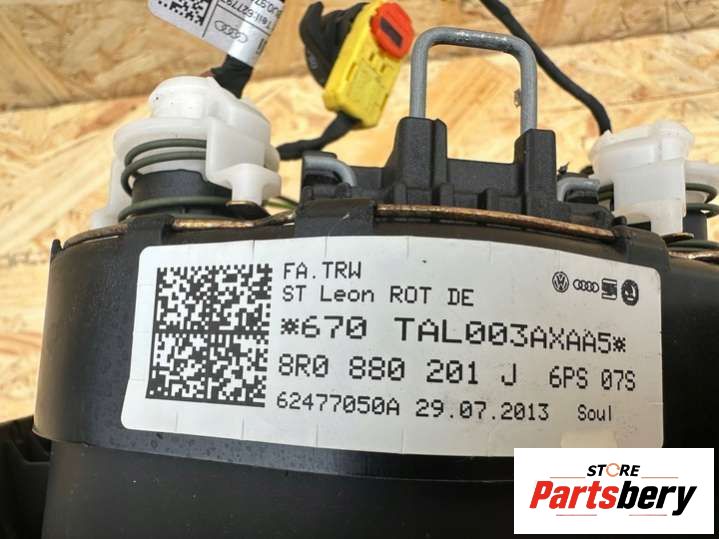 FA.TRW
ST Leon ROT DE
*670 TAL003AXAA5*
8R0 880 201 J 6PS 07S
62477050A 29.07.2013 Soul
STORE
Partsbery